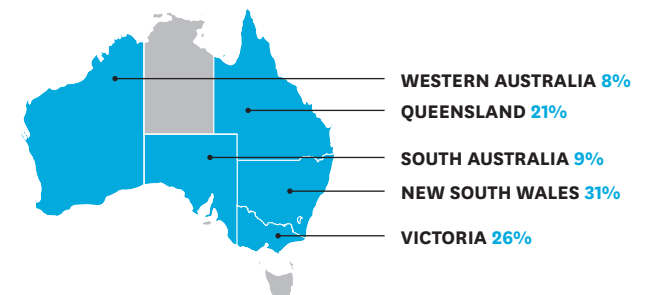 WESTERN AUSTRALIA 8%
QUEENSLAND 21%
SOUTH AUSTRALIA 9%
NEW SOUTH WALES 31%
VICTORIA 26%